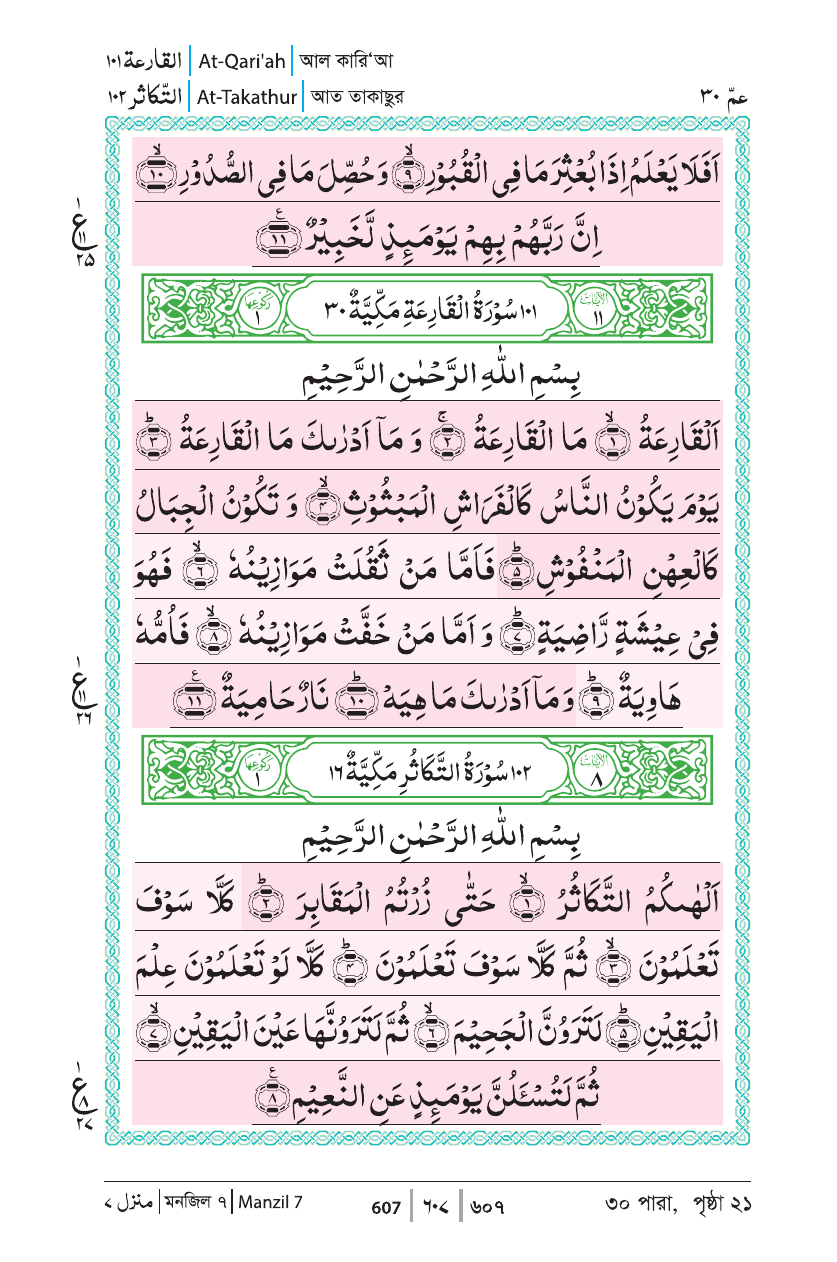 القارعة ١٠١ | At-Qari'ah | আল কারি‘আ
التّكاثر ١٠٢ | At-Takathur | আত তাকাছুর
عمّ ٣٠
اَفَلَا يَعْلَمُ اِذَا بُعْثِرَ مَا فِى الْقُبُوْرِ ۙ﴿٩﴾ وَ حُصِّلَ مَا فِى الصُّدُوْرِ ۙ﴿١٠﴾
اِنَّ رَبَّهُمْ بِهِمْ يَوْمَئِذٍ لَّخَبِيْرٌ ﴿١١﴾ ع
١ ع ١١ ٢٥
اٰيَاتُهَا ١١ ١٠١ سُوْرَةُ الْقَارِعَةِ مَكِّيَّةٌ ٣٠ رَكُوْعُهَا ١
بِسْمِ اللّٰهِ الرَّحْمٰنِ الرَّحِيْمِ
اَلْقَارِعَةُ ۙ﴿١﴾ مَا الْقَارِعَةُ ۚ﴿٢﴾ وَ مَاۤ اَدْرٰىكَ مَا الْقَارِعَةُ ؕ﴿٣﴾
يَوْمَ يَكُوْنُ النَّاسُ كَالْفَرَاشِ الْمَبْثُوْثِ ۙ﴿٤﴾ وَ تَكُوْنُ الْجِبَالُ
كَالْعِهْنِ الْمَنْفُوْشِ ؕ﴿٥﴾ فَاَمَّا مَنْ ثَقُلَتْ مَوَازِيْنُهٗ ۙ﴿٦﴾ فَهُوَ
فِىْ عِيْشَةٍ رَّاضِيَةٍ ؕ﴿٧﴾ وَ اَمَّا مَنْ خَفَّتْ مَوَازِيْنُهٗ ۙ﴿٨﴾ فَاُمُّهٗ
هَاوِيَةٌ ؕ﴿٩﴾ وَ مَاۤ اَدْرٰىكَ مَا هِيَهْ ؕ﴿١٠﴾ نَارٌ حَامِيَةٌ ﴿١١﴾ ع
١ ع ١١ ٢٦
اٰيَاتُهَا ٨ ١٠٢ سُوْرَةُ التَّكَاثُرِ مَكِّيَّةٌ ١٦ رَكُوْعُهَا ١
بِسْمِ اللّٰهِ الرَّحْمٰنِ الرَّحِيْمِ
اَلْهٰىكُمُ التَّكَاثُرُ ۙ﴿١﴾ حَتّٰى زُرْتُمُ الْمَقَابِرَ ؕ﴿٢﴾ كَلَّا سَوْفَ
تَعْلَمُوْنَ ۙ﴿٣﴾ ثُمَّ كَلَّا سَوْفَ تَعْلَمُوْنَ ؕ﴿٤﴾ كَلَّا لَوْ تَعْلَمُوْنَ عِلْمَ
الْيَقِيْنِ ؕ﴿٥﴾ لَتَرَوُنَّ الْجَحِيْمَ ۙ﴿٦﴾ ثُمَّ لَتَرَوُنَّهَا عَيْنَ الْيَقِيْنِ ۙ﴿٧﴾
ثُمَّ لَتُسْـَٔلُنَّ يَوْمَئِذٍ عَنِ النَّعِيْمِ ﴿٨﴾ ع
١ ع ٨ ٢٧
منزل ٧ | মনজিল ৭ | Manzil 7
607 | ٦٠٧ | ৬০৭
৩০ পারা, পৃষ্ঠা ২১